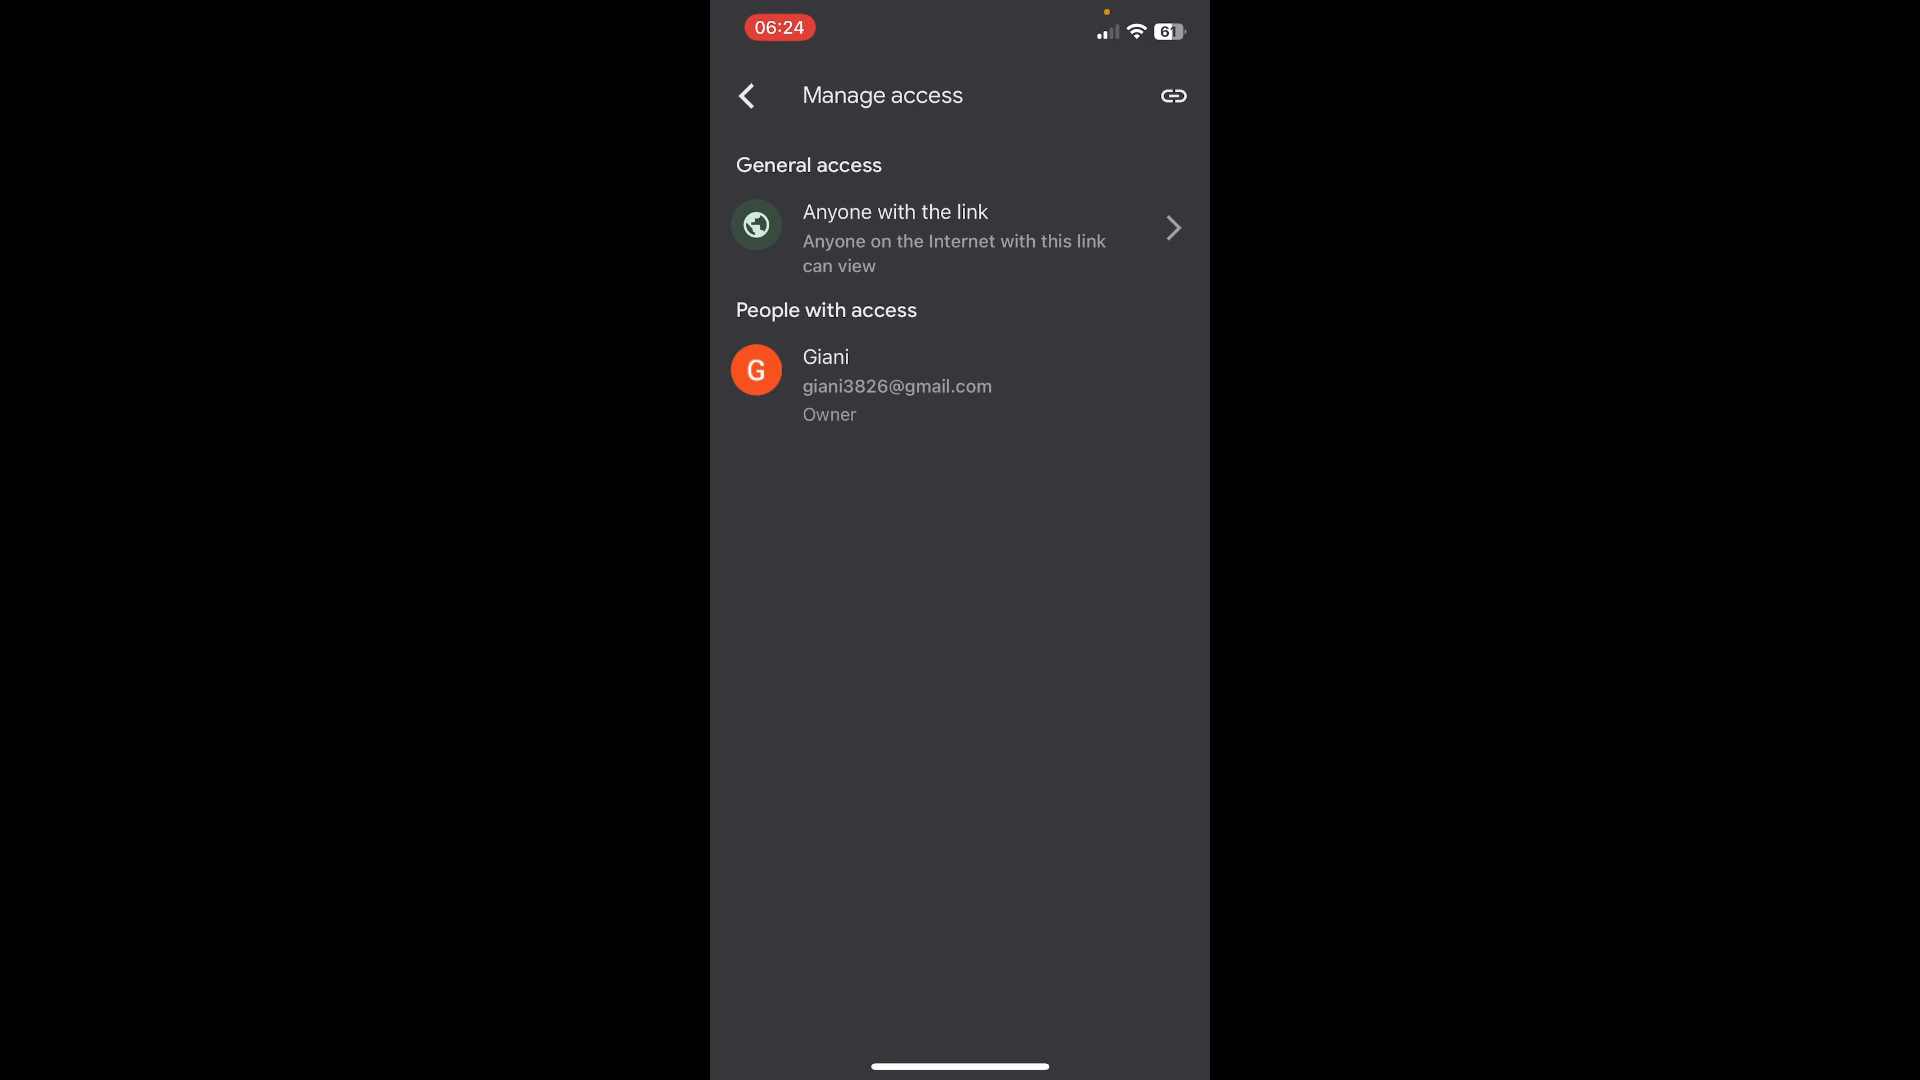 06:24
61
Manage access
General access
Anyone with the link
Anyone on the Internet with this link
can view
People with access
G
Giani
giani3826@gmail.com
Owner